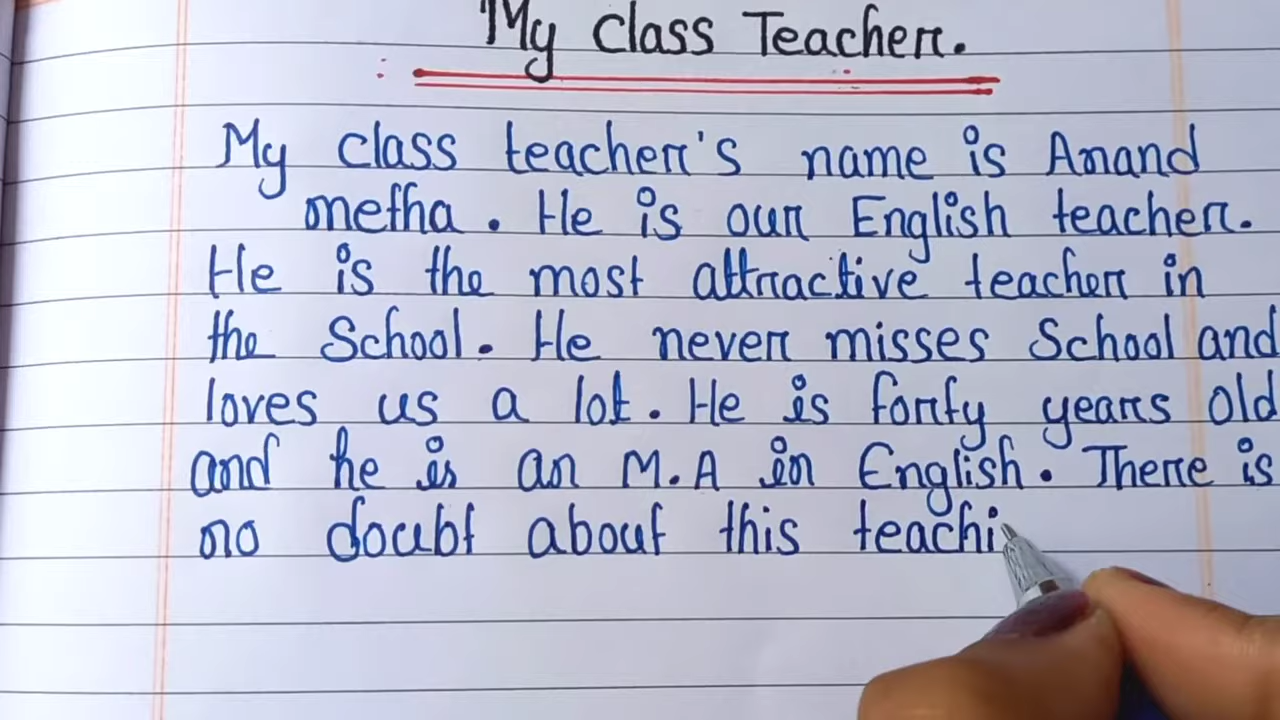 My Class Teacher.
My class teacher's name is Anand
metha. He is our English teacher.
He is the most attractive teacher in
the School. He never misses School and
loves us a lot. He is forty years old
and he is an M.A in English. There is
no doubt about this teachi